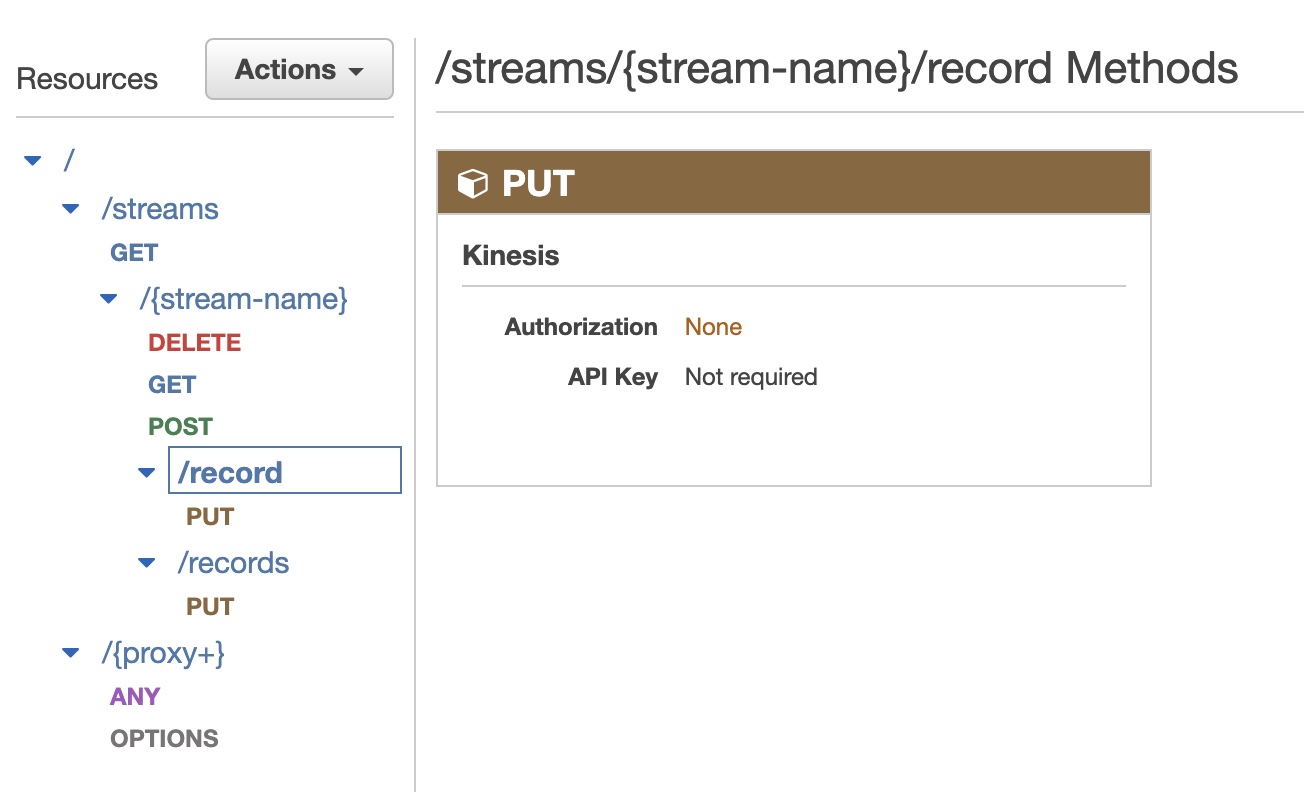 Resources
Actions
/
/streams
GET
/{stream-name}
DELETE
GET
POST
/record
PUT
/records
PUT
/{proxy+}
ANY
OPTIONS
/streams/{stream-name}/record Methods
PUT
Kinesis
Authorization None
API Key Not required